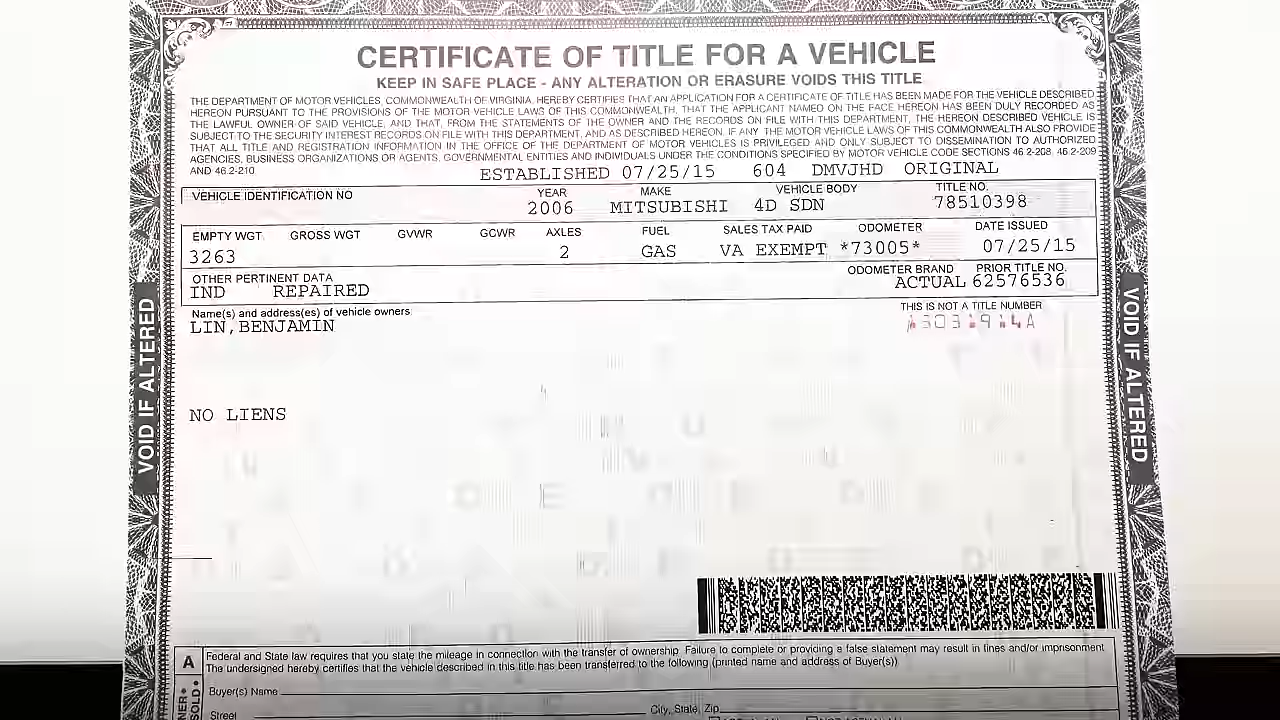 CERTIFICATE OF TITLE FOR A VEHICLE
KEEP IN SAFE PLACE - ANY ALTERATION OR ERASURE VOIDS THIS TITLE
THE DEPARTMENT OF MOTOR VEHICLES, COMMONWEALTH OF VIRGINIA, HEREBY CERTIFIES THAT AN APPLICATION FOR A CERTIFICATE OF TITLE HAS BEEN MADE FOR THE VEHICLE DESCRIBED
HEREON PURSUANT TO THE PROVISIONS OF THE MOTOR VEHICLE LAWS OF THIS COMMONWEALTH, THAT THE APPLICANT NAMED ON THE FACE HEREON HAS BEEN DULY RECORDED AS
THE LAWFUL OWNER OF SAID VEHICLE, AND THAT, FROM THE STATEMENTS OF THE OWNER AND THE RECORDS ON FILE WITH THIS DEPARTMENT, THE HEREON DESCRIBED VEHICLE IS
SUBJECT TO THE SECURITY INTEREST RECORDS ON FILE WITH THIS DEPARTMENT, AND AS DESCRIBED HEREON. IF ANY THE MOTOR VEHICLE LAWS OF THIS COMMONWEALTH ALSO PROVIDE
THAT ALL TITLE AND REGISTRATION INFORMATION IN THE OFFICE OF THE DEPARTMENT OF MOTOR VEHICLES IS PRIVILEGED AND ONLY SUBJECT TO DISSEMINATION TO AUTHORIZED
AGENCIES, BUSINESS ORGANIZATIONS OR AGENTS, GOVERNMENTAL ENTITIES AND INDIVIDUALS UNDER THE CONDITIONS SPECIFIED BY MOTOR VEHICLE CODE SECTIONS 46.2-208, 46.2-209
AND 46.2-210.
ESTABLISHED 07/25/15 604 DMVJHD ORIGINAL
VEHICLE IDENTIFICATION NO YEAR MAKE VEHICLE BODY TITLE NO.
2006 MITSUBISHI 4D SDN 78510398
EMPTY WGT. GROSS WGT GVWR GCWR AXLES FUEL SALES TAX PAID ODOMETER DATE ISSUED
3263 2 GAS VA EXEMPT *73005* 07/25/15
OTHER PERTINENT DATA ODOMETER BRAND PRIOR TITLE NO.
IND REPAIRED ACTUAL 62576536
Name(s) and address(es) of vehicle owners: THIS IS NOT A TITLE NUMBER
LIN,BENJAMIN
NO LIENS
VOID IF ALTERED
VOID IF ALTERED
A Federal and State law requires that you state the mileage in connection with the transfer of ownership. Failure to complete or providing a false statement may result in fines and/or imprisonment.
The undersigned hereby certifies that the vehicle described in this title has been transferred to the following (printed name and address of Buyer(s))
Buyer(s) Name
Street City, State, Zip